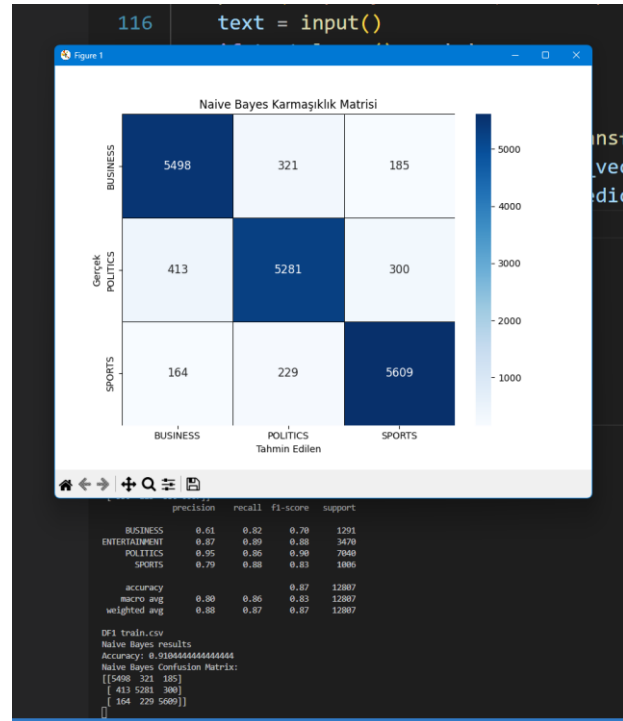 116 text = input()
Figure 1
Naive Bayes Karmaşıklık Matrisi
BUSINESS 5498 321 185
Gerçek
POLITICS 413 5281 300
SPORTS 164 229 5609
BUSINESS POLITICS SPORTS
Tahmin Edilen
5000
4000
3000
2000
1000
precision recall f1-score support
BUSINESS 0.61 0.82 0.70 1291
ENTERTAINMENT 0.87 0.89 0.88 3470
POLITICS 0.95 0.86 0.90 7040
SPORTS 0.79 0.88 0.83 1006
accuracy 0.87 12807
macro avg 0.80 0.86 0.83 12807
weighted avg 0.88 0.87 0.87 12807
DF1 train.csv
Naive Bayes results
Accuracy: 0.9104444444444444
Naive Bayes Confusion Matrix:
[[5498 321 185]
[ 413 5281 300]
[ 164 229 5609]]